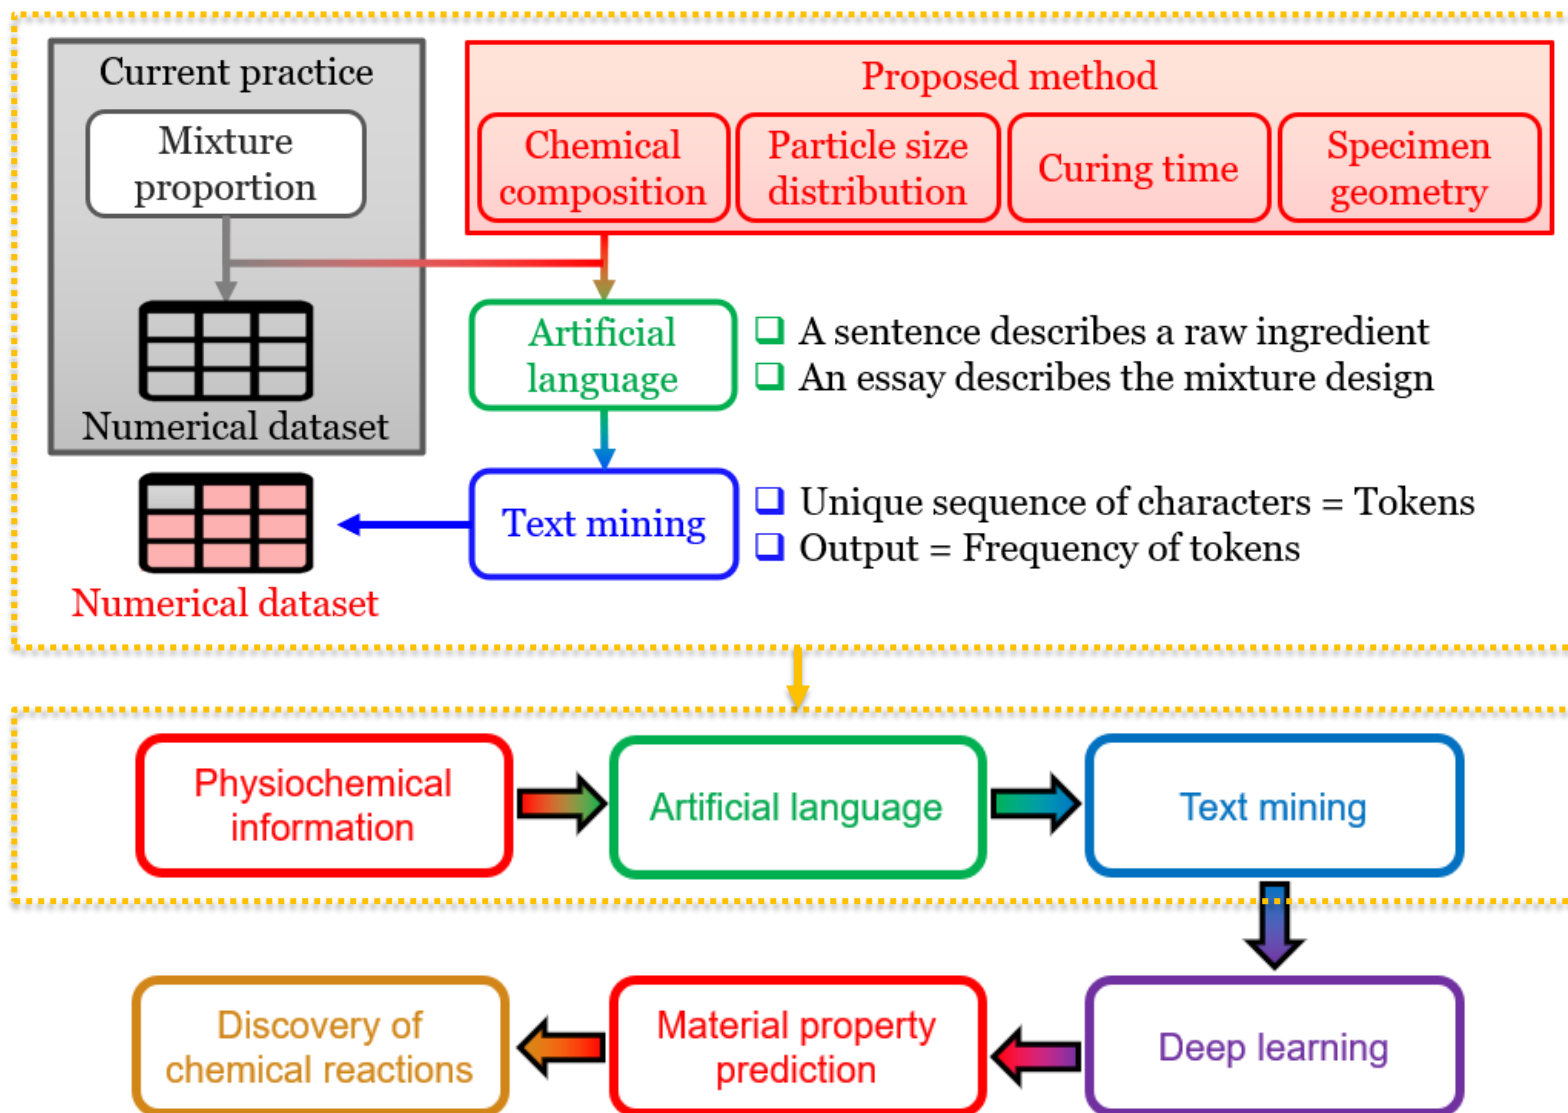 Current practice
Mixture
proportion
Numerical dataset
Proposed method
Chemical
composition
Particle size
distribution
Curing time
Specimen
geometry
Artificial
language
A sentence describes a raw ingredient
An essay describes the mixture design
Text mining
Unique sequence of characters = Tokens
Output = Frequency of tokens
Numerical dataset
Physiochemical
information
Artificial language
Text mining
Deep learning
Material property
prediction
Discovery of
chemical reactions